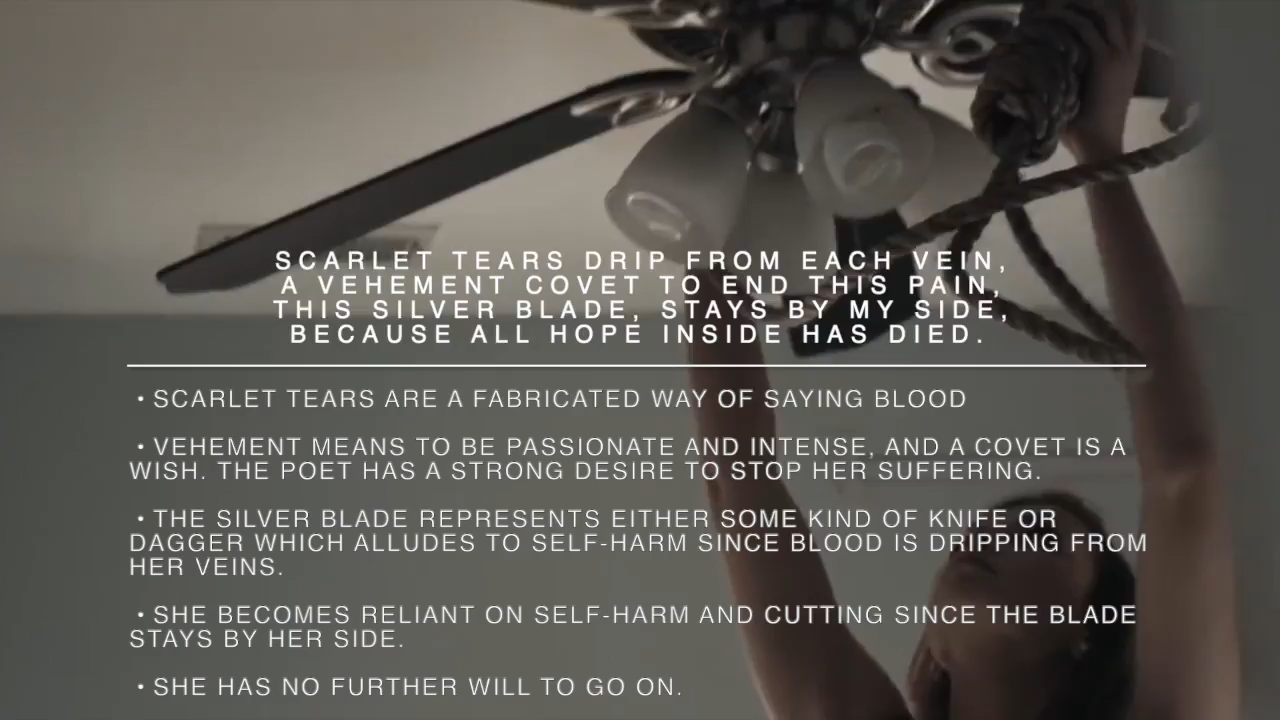 SCARLET TEARS DRIP FROM EACH VEIN,
A VEHEMENT COVET TO END THIS PAIN,
THIS SILVER BLADE, STAYS BY MY SIDE,
BECAUSE ALL HOPE INSIDE HAS DIED.
• SCARLET TEARS ARE A FABRICATED WAY OF SAYING BLOOD
• VEHEMENT MEANS TO BE PASSIONATE AND INTENSE, AND A COVET IS A
WISH. THE POET HAS A STRONG DESIRE TO STOP HER SUFFERING.
• THE SILVER BLADE REPRESENTS EITHER SOME KIND OF KNIFE OR
DAGGER WHICH ALLUDES TO SELF-HARM SINCE BLOOD IS DRIPPING FROM
HER VEINS.
• SHE BECOMES RELIANT ON SELF-HARM AND CUTTING SINCE THE BLADE
STAYS BY HER SIDE.
• SHE HAS NO FURTHER WILL TO GO ON.